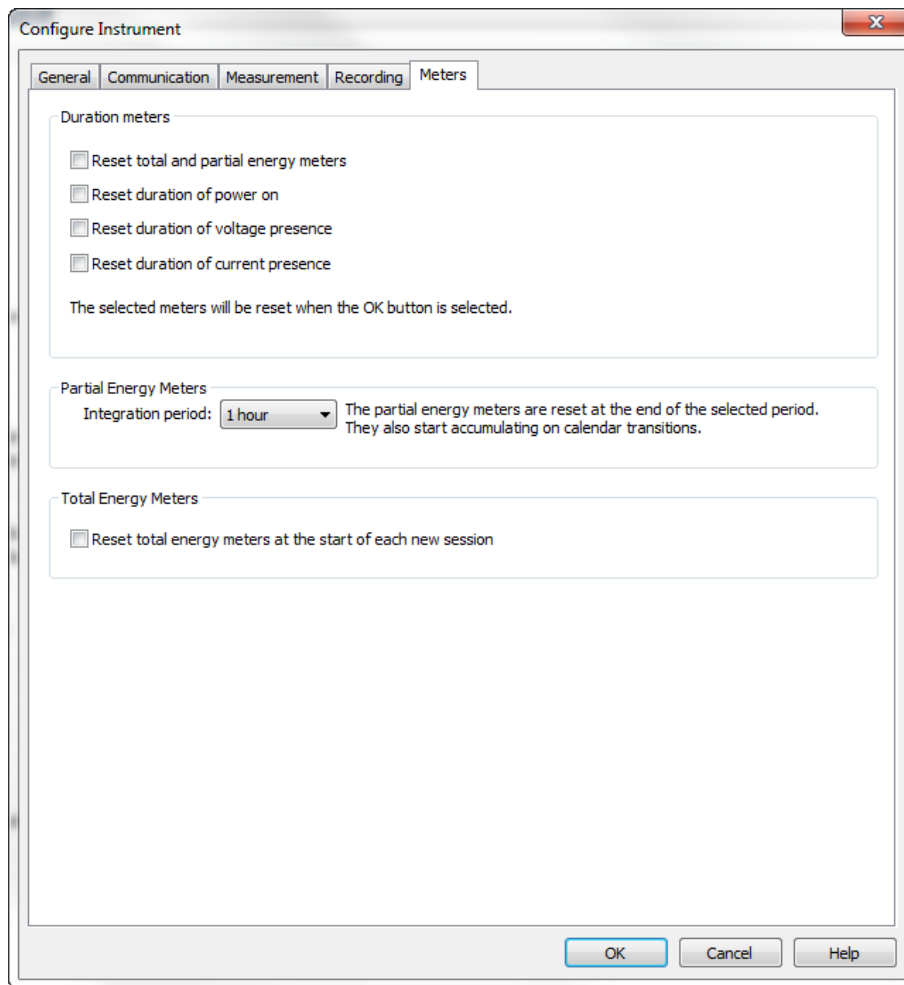 Configure Instrument
X
General Communication Measurement Recording Meters
Duration meters
Reset total and partial energy meters
Reset duration of power on
Reset duration of voltage presence
Reset duration of current presence
The selected meters will be reset when the OK button is selected.
Partial Energy Meters
Integration period: 1 hour The partial energy meters are reset at the end of the selected period.
They also start accumulating on calendar transitions.
Total Energy Meters
Reset total energy meters at the start of each new session
OK Cancel Help